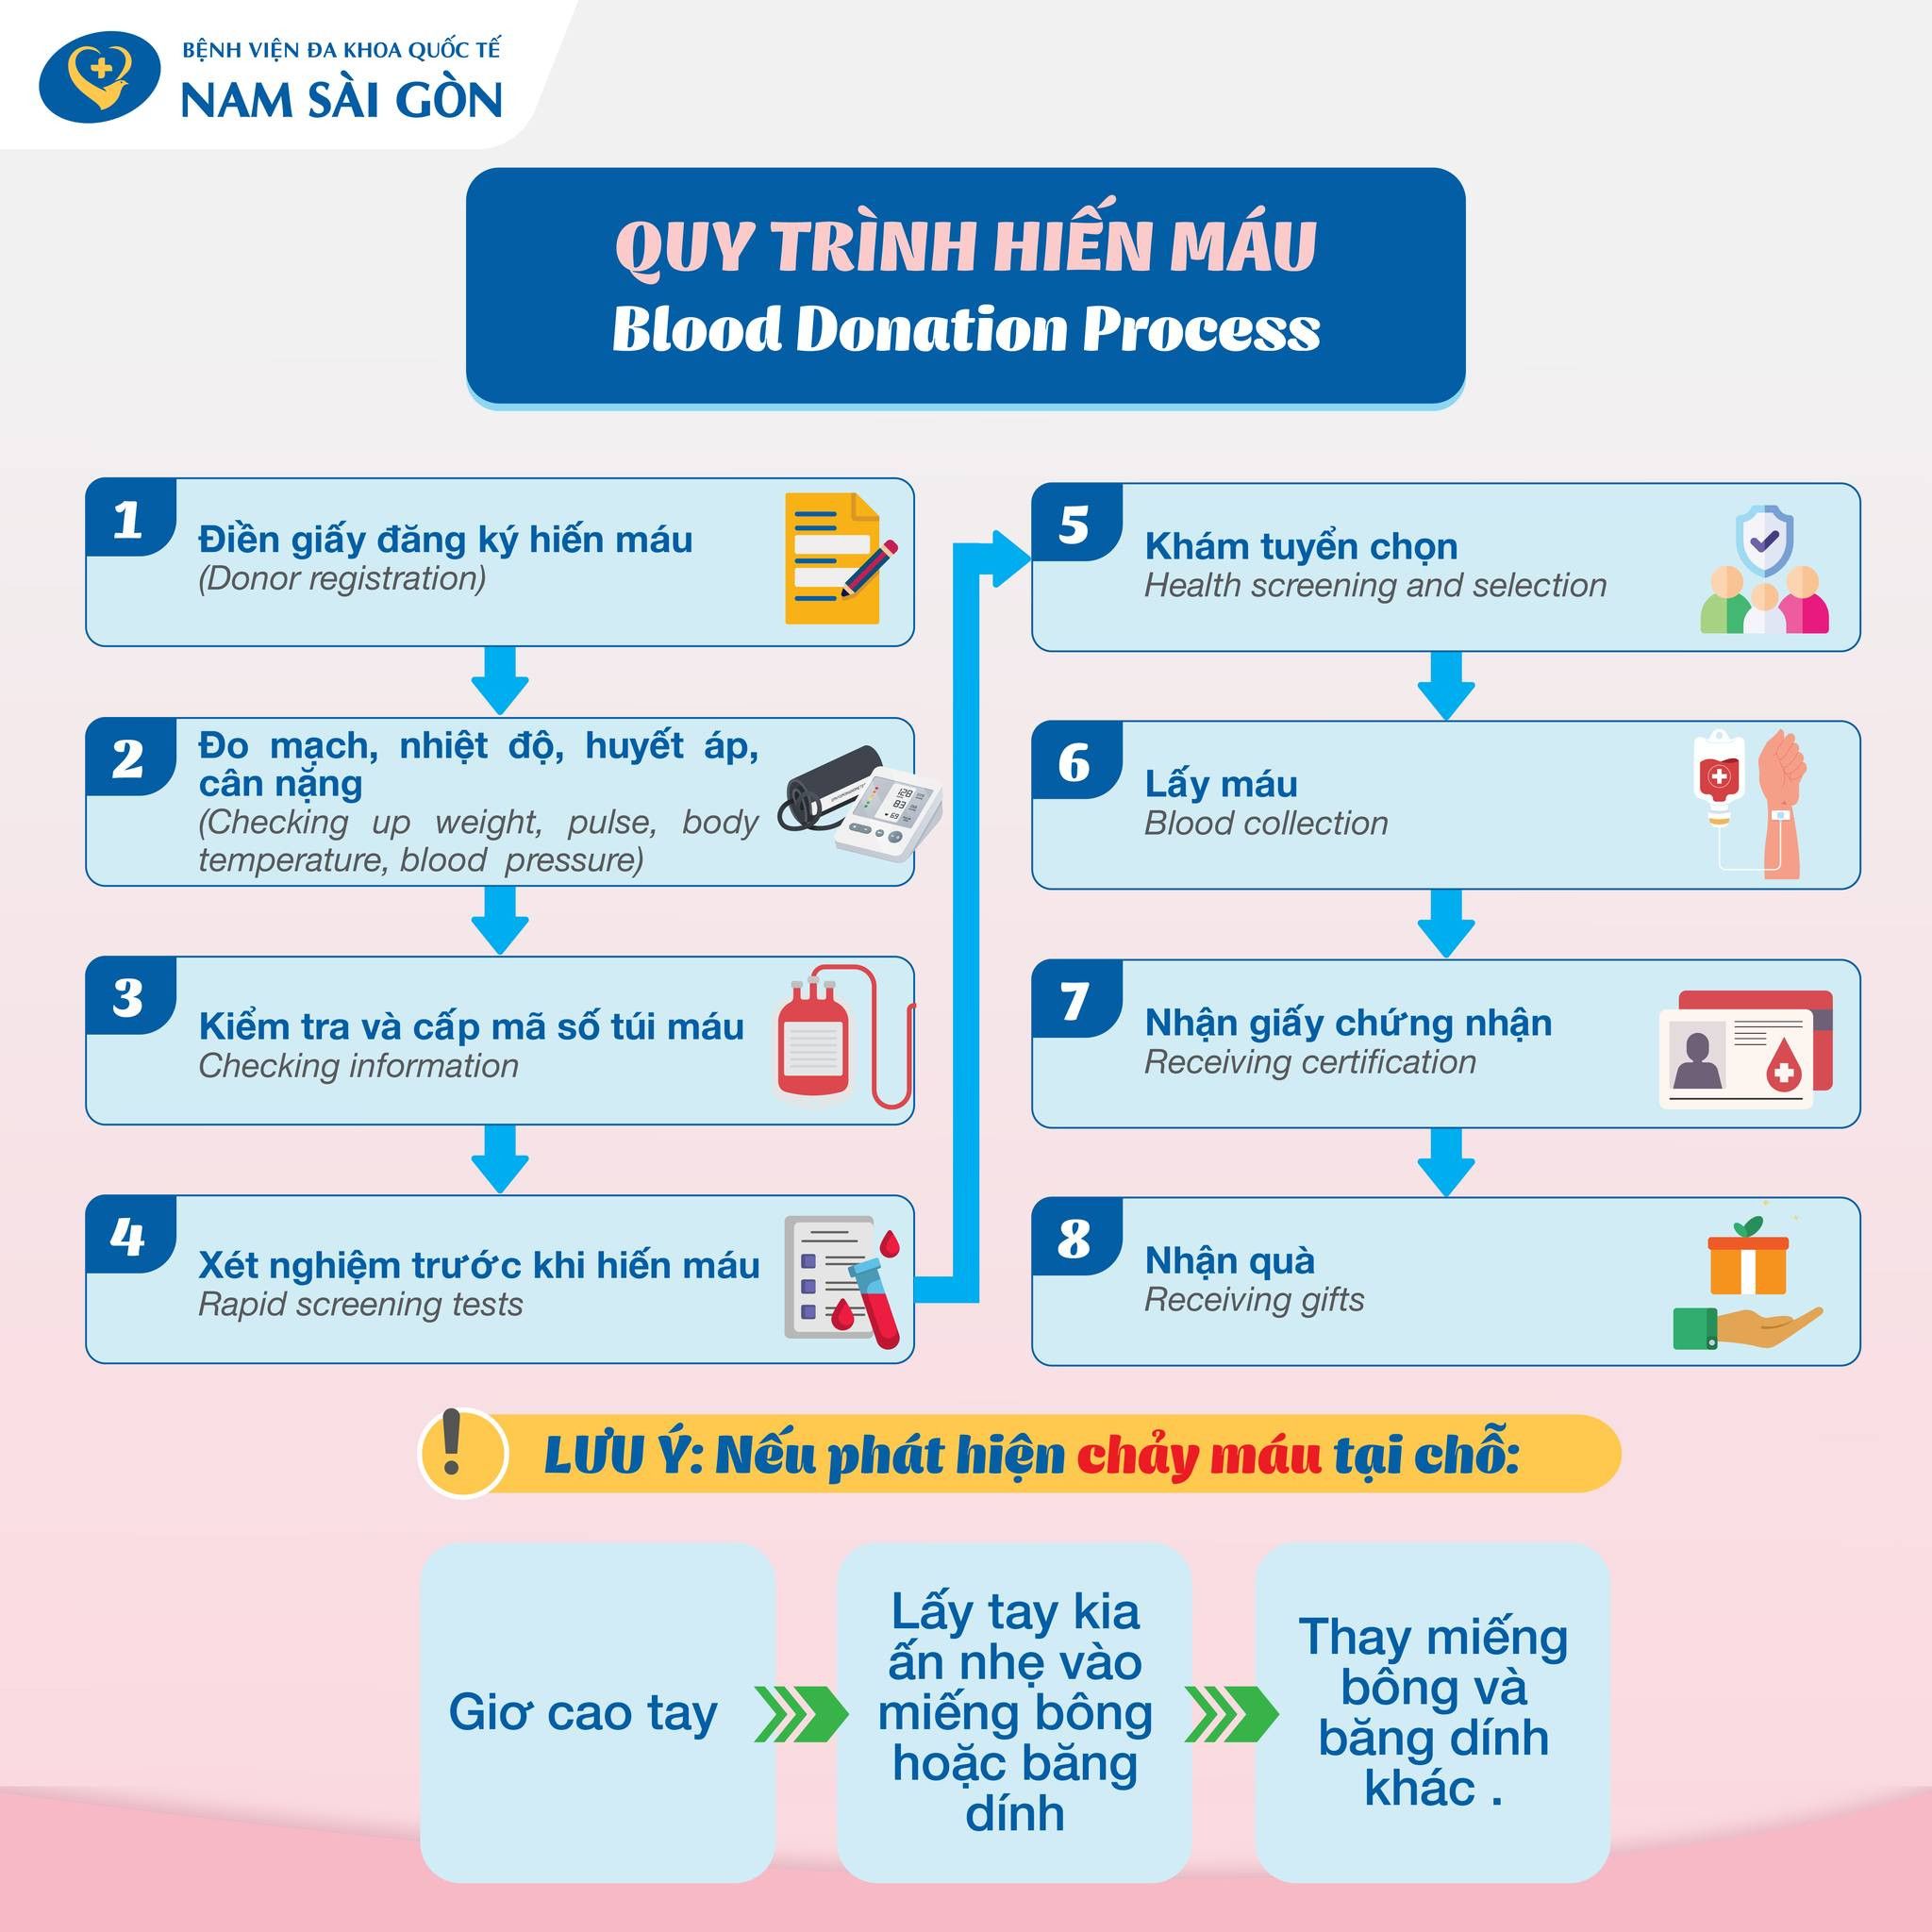 BỆNH VIỆN ĐA KHOA QUỐC TẾ
NAM SÀI GÒN
QUY TRÌNH HIẾN MÁU
Blood Donation Process
1
Điền giấy đăng ký hiến máu
(Donor registration)
2
Đo mạch, nhiệt độ, huyết áp,
cân nặng
(Checking up weight, pulse, body
temperature, blood pressure)
128
83
69
3
Kiểm tra và cấp mã số túi máu
Checking information
4
Xét nghiệm trước khi hiến máu
Rapid screening tests
5
Khám tuyển chọn
Health screening and selection
6
Lấy máu
Blood collection
7
Nhận giấy chứng nhận
Receiving certification
8
Nhận quà
Receiving gifts
! LƯU Ý: Nếu phát hiện chảy máu tại chỗ:
Giơ cao tay
Lấy tay kia
ấn nhẹ vào
miếng bông
hoặc băng
dính
Thay miếng
bông và
băng dính
khác .